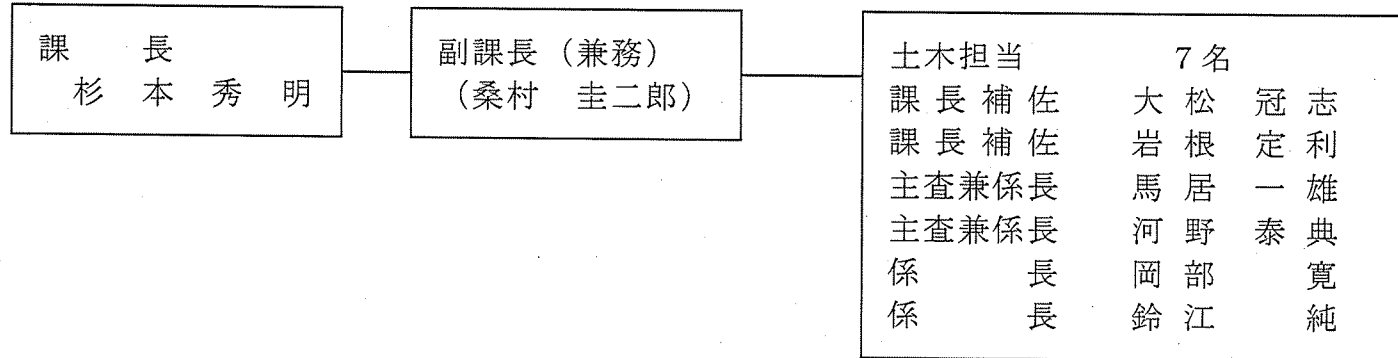 課　　長
杉　本　秀　明
副課長（兼務）
（桑村　圭二郎）
土木担当　　　　7名
課長補佐　　大松　冠志
課長補佐　　岩根　定利
主査兼係長　　馬居　一雄
主査兼係長　　河野　泰典
係　　　長　　岡部　　寛
係　　　長　　鈴江　　純